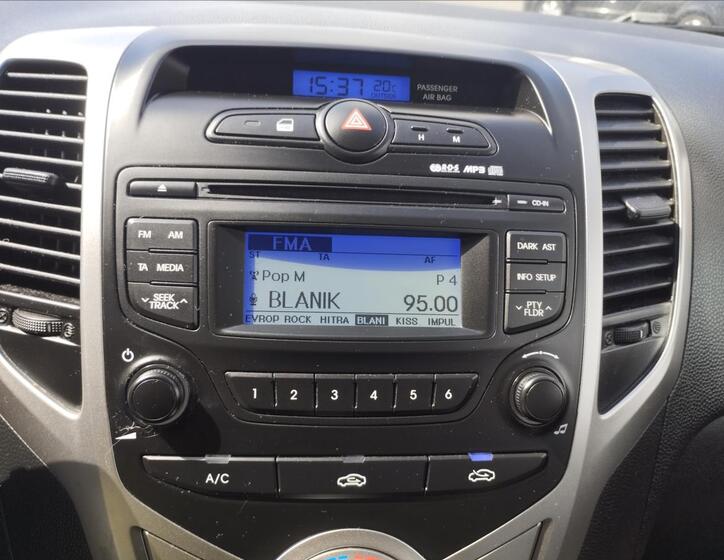 15:37 20°C
OUTSIDE
PASSENGER
AIR BAG
H M
R·D·S MP3
CD-IN
FM AM
TA MEDIA
SEEK
TRACK
FMA
ST TA AF
Pop M P 4
BLANIK 95.00
EVROP ROCK HITRA BLANI KISS IMPUL
DARK AST
INFO SETUP
PTY
FLDR
1 2 3 4 5 6
A/C